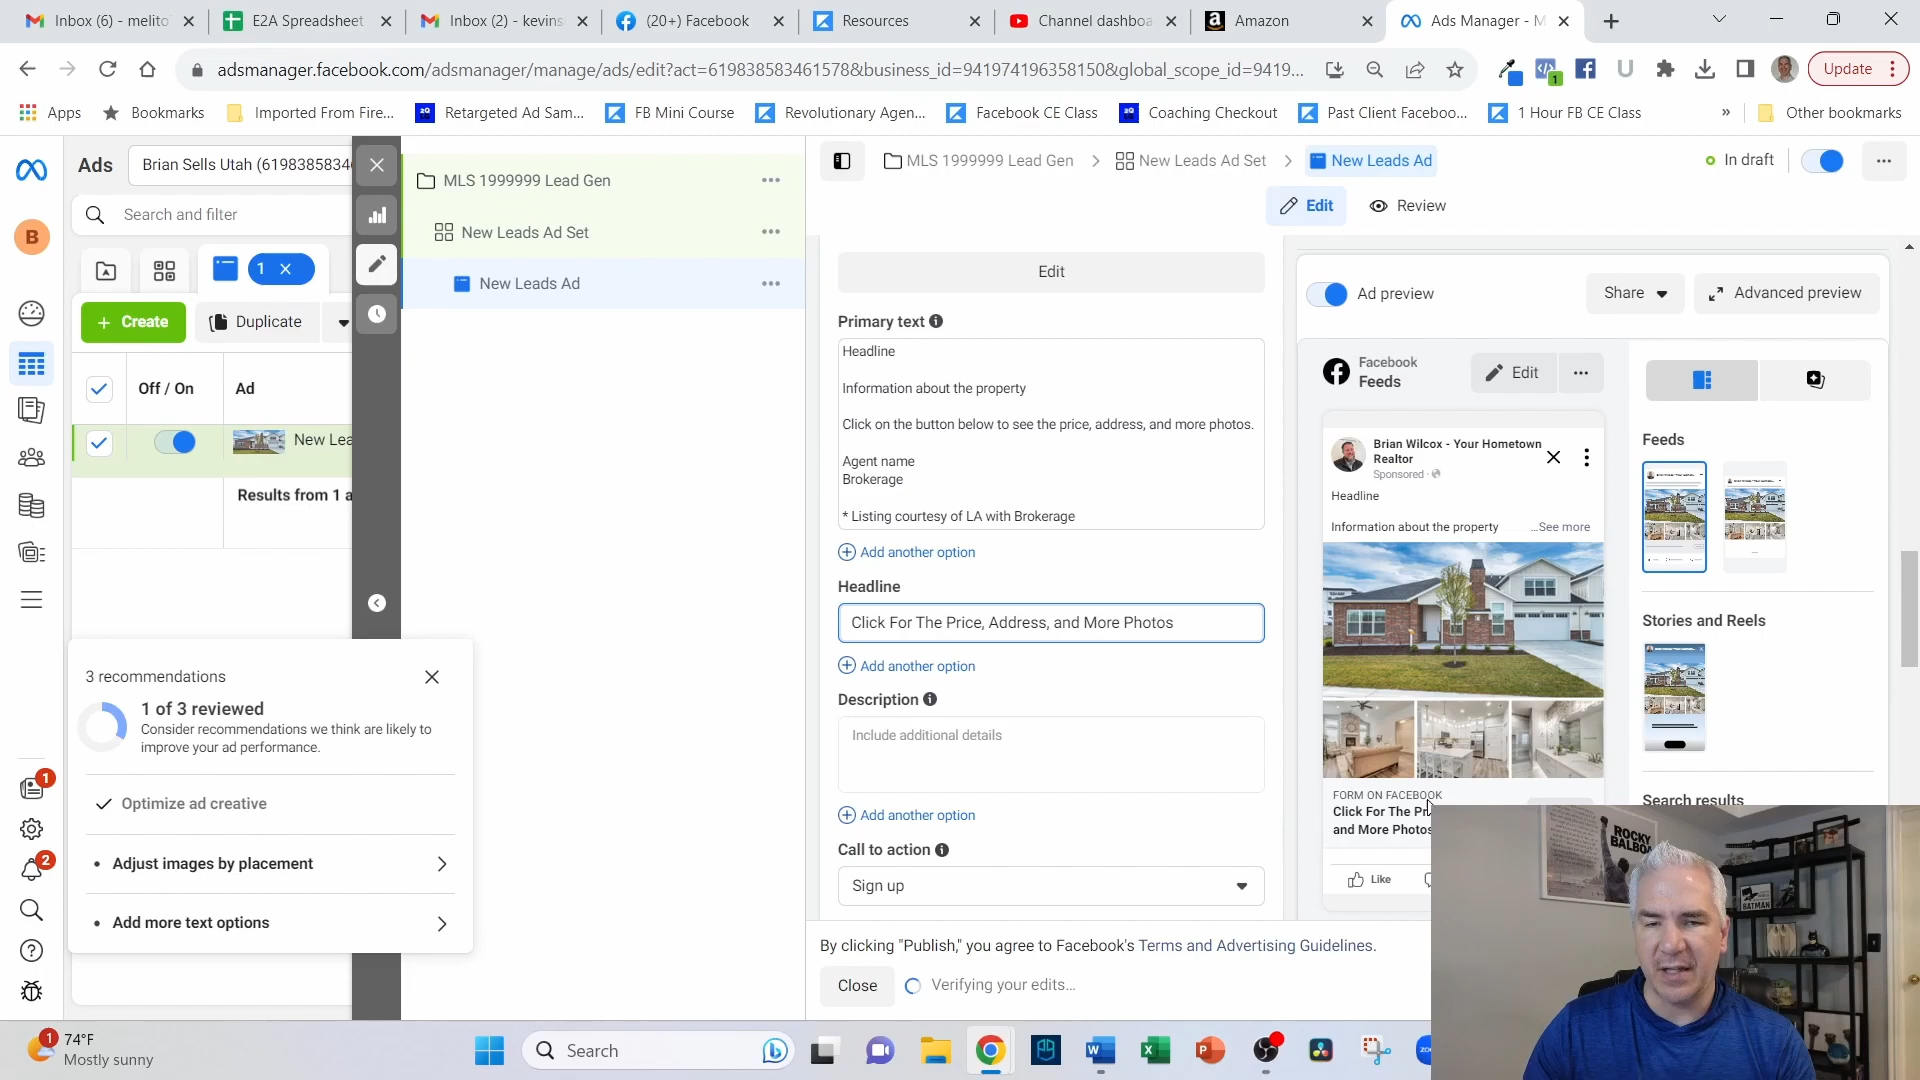 Inbox (6) - melito
E2A Spreadsheet
Inbox (2) - kevins
(20+) Facebook
Resources
Channel dashboa
Amazon
Ads Manager - M
adsmanager.facebook.com/adsmanager/manage/ads/edit?act=619838583461578&business_id=941974196358150&global_scope_id=9419...
Update
Apps
Bookmarks
Imported From Fire...
Retargeted Ad Sam...
FB Mini Course
Revolutionary Agen...
Facebook CE Class
Coaching Checkout
Past Client Faceboo...
1 Hour FB CE Class
»
Other bookmarks
Ads
Brian Sells Utah (61983858346
Search and filter
B
1
Create
Duplicate
Off / On
Ad
New Lea
Results from 1 a
MLS 1999999 Lead Gen
New Leads Ad Set
New Leads Ad
MLS 1999999 Lead Gen > New Leads Ad Set > New Leads Ad
In draft
Edit
Review
Edit
Primary text
Headline
Information about the property
Click on the button below to see the price, address, and more photos.
Agent name
Brokerage
* Listing courtesy of LA with Brokerage
Add another option
Headline
Click For The Price, Address, and More Photos
Add another option
Description
Include additional details
Add another option
Call to action
Sign up
By clicking "Publish," you agree to Facebook's Terms and Advertising Guidelines.
Close
Verifying your edits...
Ad preview
Share
Advanced preview
Facebook
Feeds
Edit
Brian Wilcox - Your Hometown
Realtor
Sponsored ·
Headline
Information about the property
...See more
FORM ON FACEBOOK
Click For The Pr
and More Photos
Like
Feeds
Stories and Reels
Search results
3 recommendations
1 of 3 reviewed
Consider recommendations we think are likely to
improve your ad performance.
Optimize ad creative
Adjust images by placement
Add more text options
1
2
ROCKY
BALBOA
BATMAN
1
74°F
Mostly sunny
Search